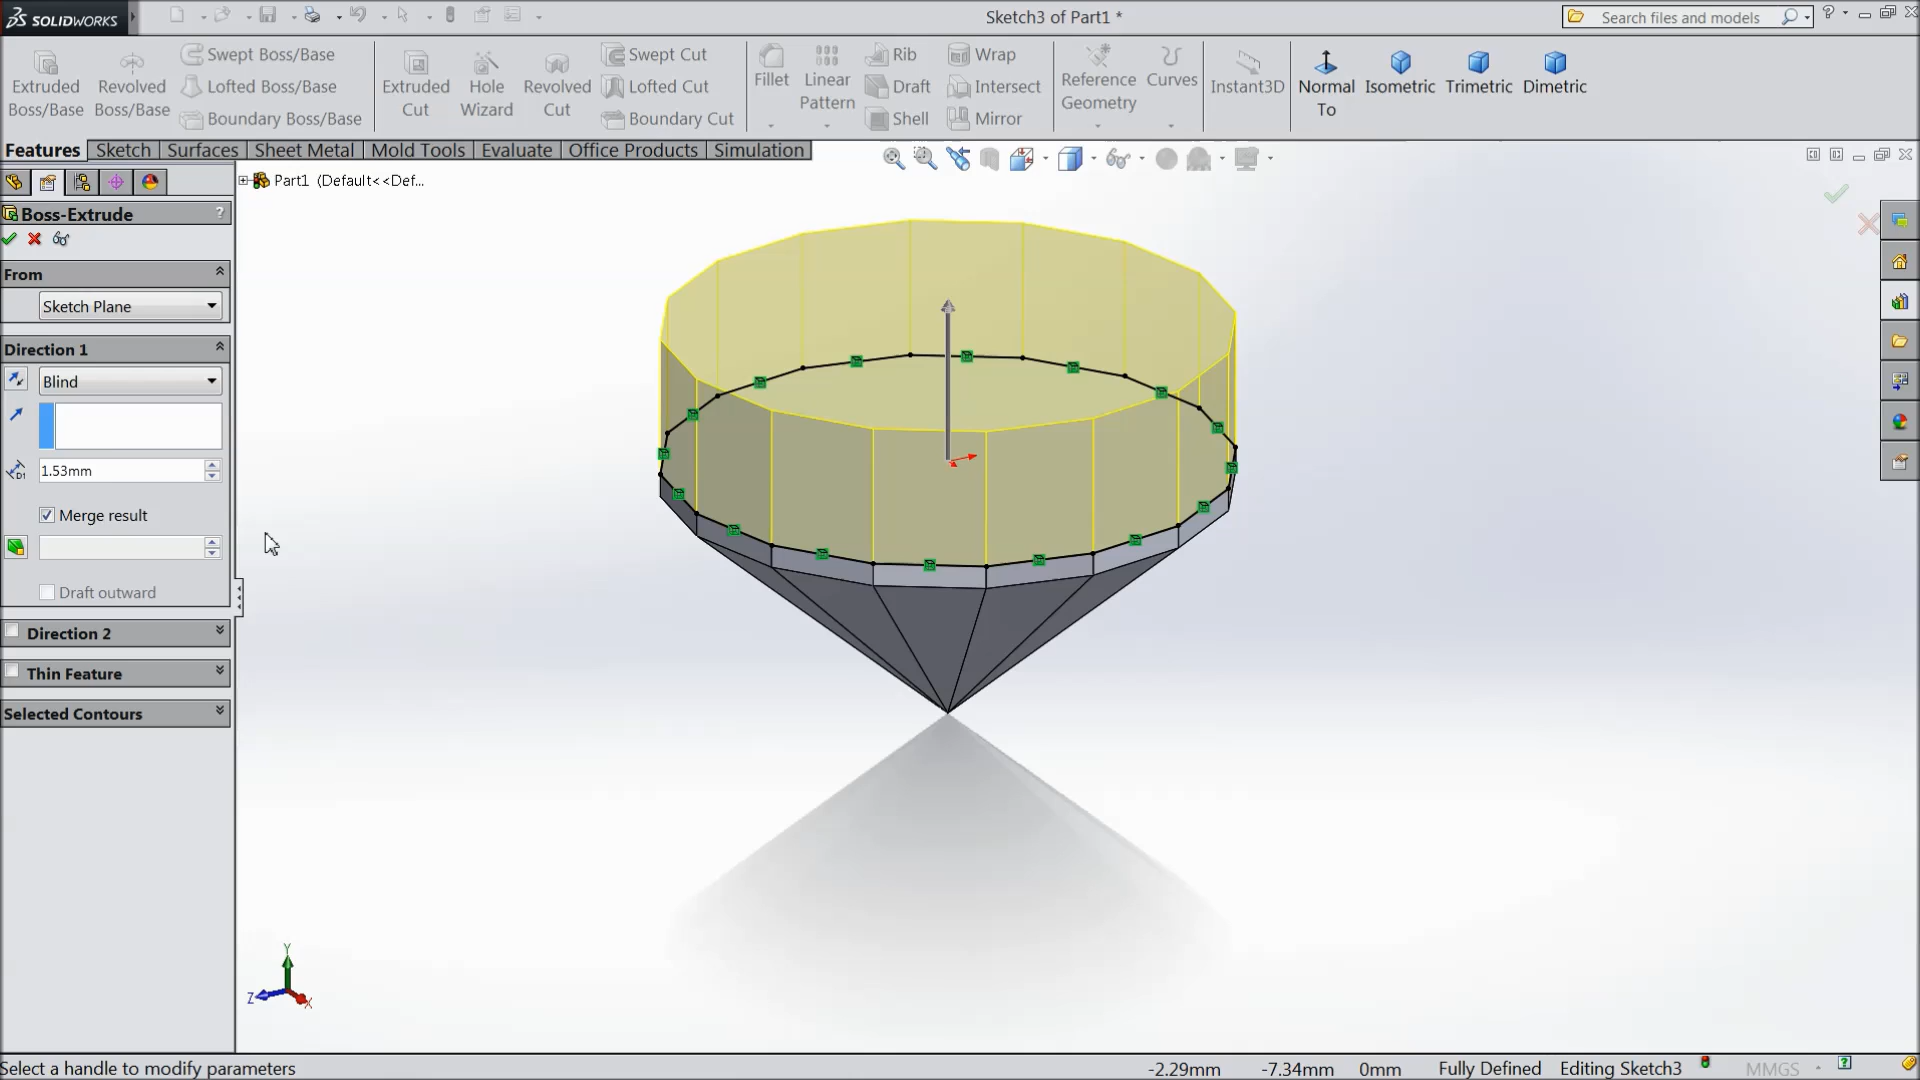 SOLIDWORKS
Sketch3 of Part1 *
Search files and models
Extruded Boss/Base
Revolved Boss/Base
Swept Boss/Base
Lofted Boss/Base
Boundary Boss/Base
Extruded Cut
Hole Wizard
Revolved Cut
Swept Cut
Lofted Cut
Boundary Cut
Fillet
Linear Pattern
Rib
Draft
Shell
Wrap
Intersect
Mirror
Reference Geometry
Curves
Instant3D
Normal To
Isometric
Trimetric
Dimetric
Features
Sketch
Surfaces
Sheet Metal
Mold Tools
Evaluate
Office Products
Simulation
Part1 (Default<<Def...
Boss-Extrude
?
From
Sketch Plane
Direction 1
Blind
D1
1.53mm
Merge result
Draft outward
Direction 2
Thin Feature
Selected Contours
Y
Z
X
Select a handle to modify parameters
-2.29mm
-7.34mm
0mm
Fully Defined
Editing Sketch3
MMGS
?